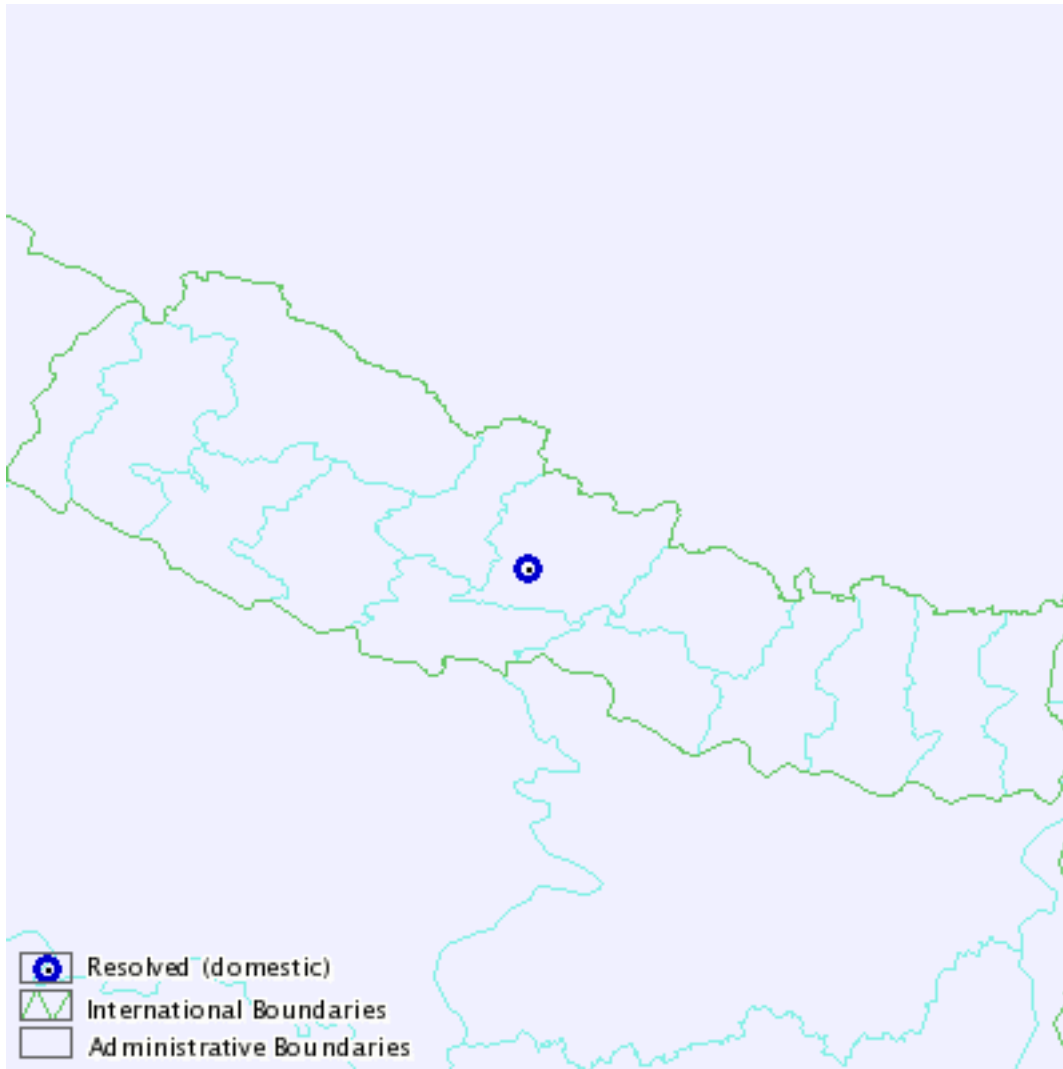 Resolved (domestic)
International Boundaries
Administrative Boundaries